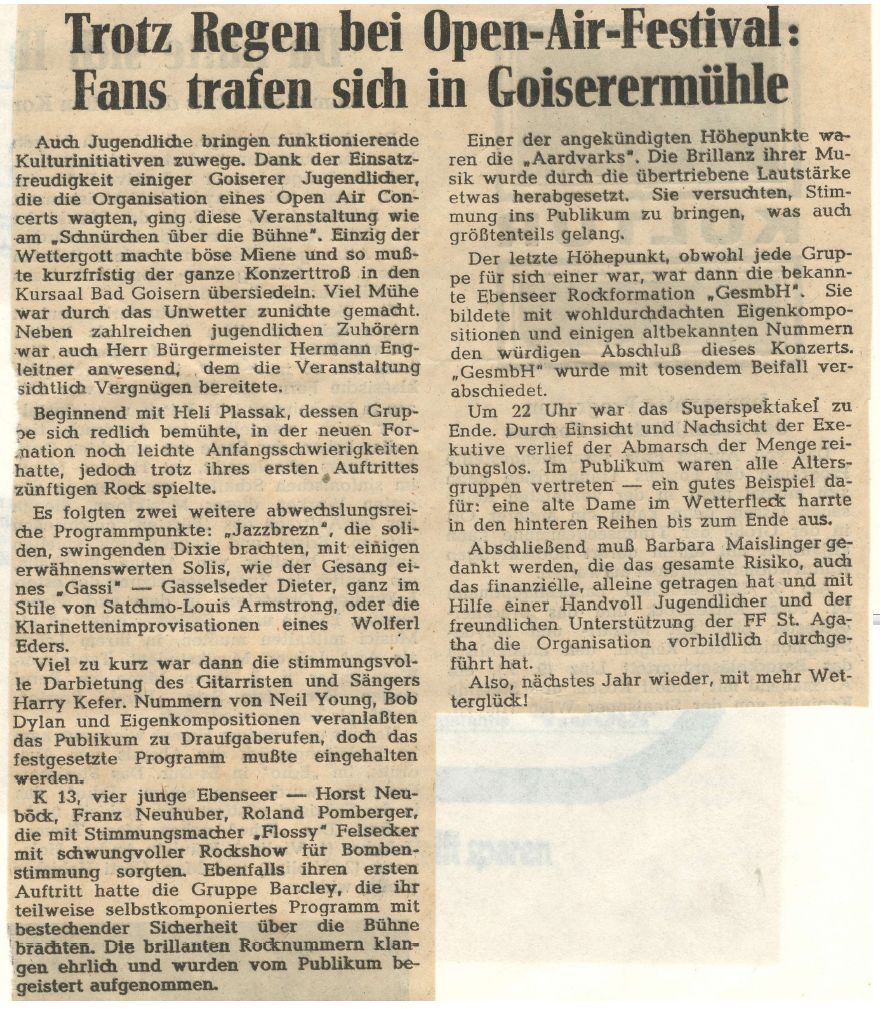 Trotz Regen bei Open-Air-Festival:
Fans trafen sich in Goiserermühle
Auch Jugendliche bringen funktionierende
Kulturinitiativen zuwege. Dank der Einsatz-
freudigkeit einiger Goiserer Jugendlicher,
die die Organisation eines Open Air Con-
certs wagten, ging diese Veranstaltung wie
am „Schnürchen über die Bühne". Einzig der
Wettergott machte böse Miene und so muß-
te kurzfristig der ganze Konzerttroß in den
Kursaal Bad Goisern übersiedeln. Viel Mühe
war durch das Unwetter zunichte gemacht.
Neben zahlreichen jugendlichen Zuhörern
war auch Herr Bürgermeister Hermann Eng-
leitner anwesend, dem die Veranstaltung
sichtlich Vergnügen bereitete.
Beginnend mit Heli Plassak, dessen Grup-
pe sich redlich bemühte, in der neuen For-
mation noch leichte Anfangsschwierigkeiten
hatte, jedoch trotz ihres ersten Auftrittes
zünftigen Rock spielte.
Es folgten zwei weitere abwechslungsrei-
che Programmpunkte: „Jazzbrezn", die soli-
den, swingenden Dixie brachten, mit einigen
erwähnenswerten Solis, wie der Gesang ei-
nes „Gassi" — Gasselseder Dieter, ganz im
Stile von Satchmo-Louis Armstrong, oder die
Klarinettenimprovisationen eines Wolferl
Eders.
Viel zu kurz war dann die stimmungsvol-
le Darbietung des Gitarristen und Sängers
Harry Kefer. Nummern von Neil Young, Bob
Dylan und Eigenkompositionen veranlaßten
das Publikum zu Draufgaberufen, doch das
festgesetzte Programm mußte eingehalten
werden.
K 13, vier junge Ebenseer — Horst Neu-
böck, Franz Neuhuber, Roland Pomberger,
die mit Stimmungsmacher „Flossy" Felsecker
mit schwungvoller Rockshow für Bomben-
stimmung sorgten. Ebenfalls ihren ersten
Auftritt hatte die Gruppe Barcley, die ihr
teilweise selbstkomponiertes Programm mit
bestechender Sicherheit über die Bühne
brachten. Die brillanten Rocknummern klan-
gen ehrlich und wurden vom Publikum be-
geistert aufgenommen.
Einer der angekündigten Höhepunkte wa-
ren die „Aardvarks". Die Brillanz ihrer Mu-
sik wurde durch die übertriebene Lautstärke
etwas herabgesetzt. Sie versuchten, Stim-
mung ins Publikum zu bringen, was auch
größtenteils gelang.
Der letzte Höhepunkt, obwohl jede Grup-
pe für sich einer war, war dann die bekann-
te Ebenseer Rockformation „GesmbH". Sie
bildete mit wohldurchdachten Eigenkompo-
sitionen und einigen altbekannten Nummern
den würdigen Abschluß dieses Konzerts.
„GesmbH" wurde mit tosendem Beifall ver-
abschiedet.
Um 22 Uhr war das Superspektakel zu
Ende. Durch Einsicht und Nachsicht der Exe-
kutive verlief der Abmarsch der Menge rei-
bungslos. Im Publikum waren alle Alters-
gruppen vertreten — ein gutes Beispiel da-
für: eine alte Dame im Wetterfleck harrte
in den hinteren Reihen bis zum Ende aus.
Abschließend muß Barbara Maislinger ge-
dankt werden, die das gesamte Risiko, auch
das finanzielle, alleine getragen hat und mit
Hilfe einer Handvoll Jugendlicher und der
freundlichen Unterstützung der FF St. Aga-
tha die Organisation vorbildlich durchge-
führt hat.
Also, nächstes Jahr wieder, mit mehr Wet-
terglück!